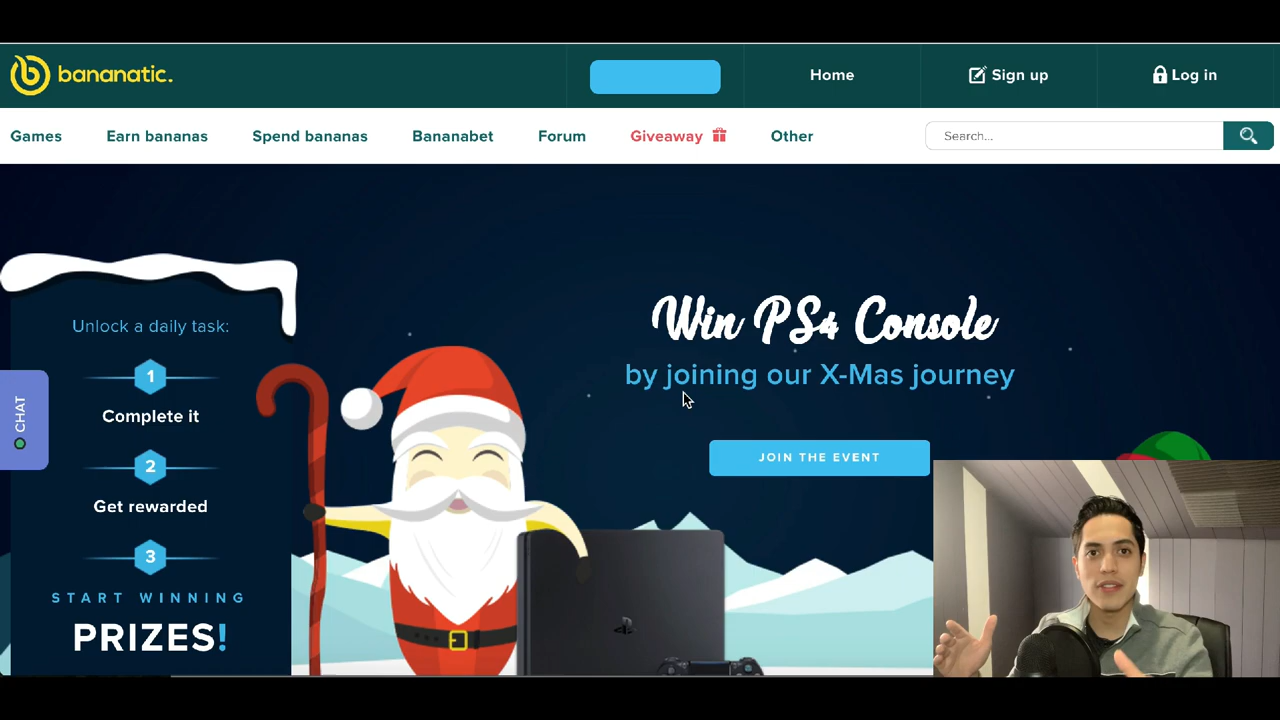 bananatic.
Home
Sign up
Log in
Games
Earn bananas
Spend bananas
Bananabet
Forum
Giveaway
Other
Search...
CHAT
Unlock a daily task:
1
Complete it
2
Get rewarded
3
START WINNING
PRIZES!
Win PS4 Console
by joining our X-Mas journey
JOIN THE EVENT